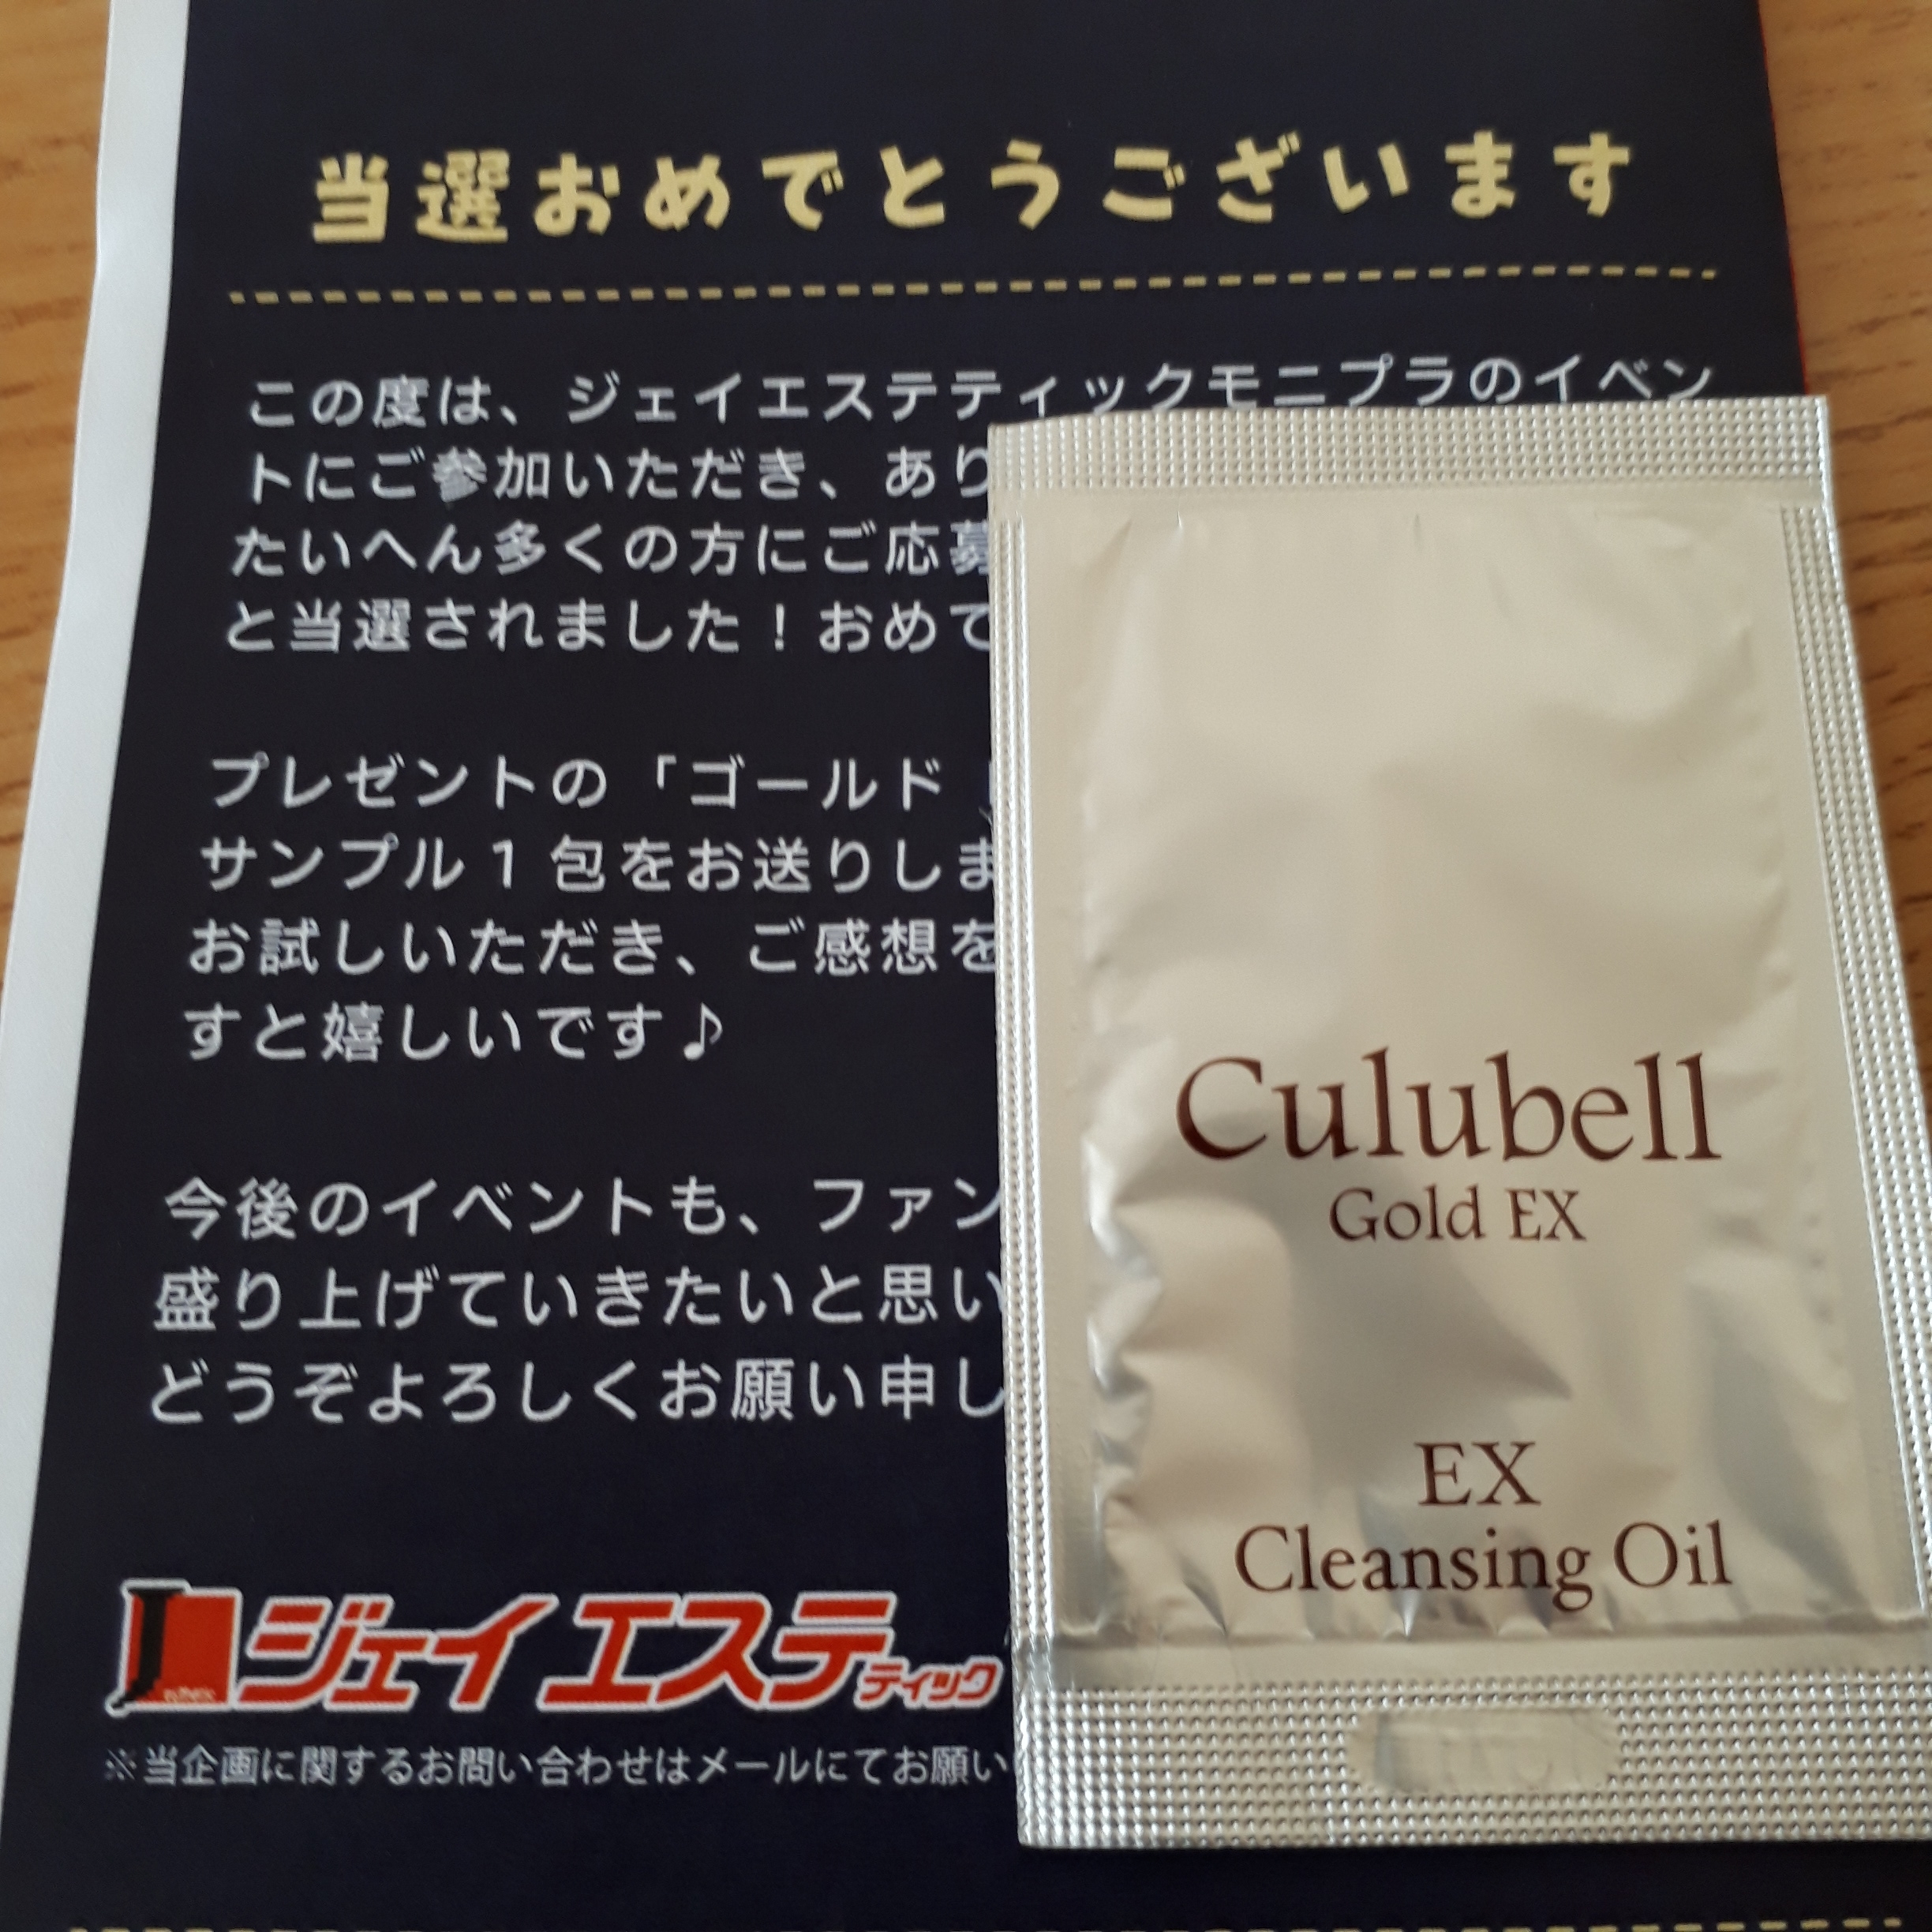 当選おめでとうございます
この度は、ジェイエステティックモニプラのイベン
トにご参加いただき、あり
たいへん多くの方にご応募
と当選されました！おめで
プレゼントの「ゴールド
サンプル1包をお送りしま
お試しいただき、ご感想を
すと嬉しいです♪
今後のイベントも、ファン
盛り上げていきたいと思い
どうぞよろしくお願い申し
ジェイエステティック
※当企画に関するお問い合わせはメールにてお願い
Culubell
Gold EX
EX
Cleansing Oil